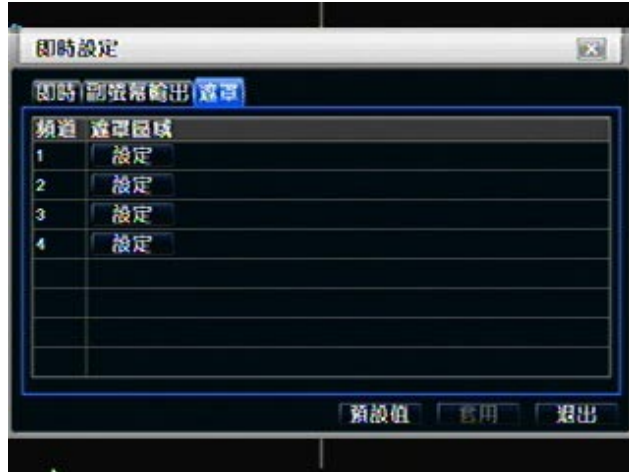 即時設定
即時 副螢幕輸出 遮罩
頻道 遮罩區域
1 設定
2 設定
3 設定
4 設定
預設值 套用 退出